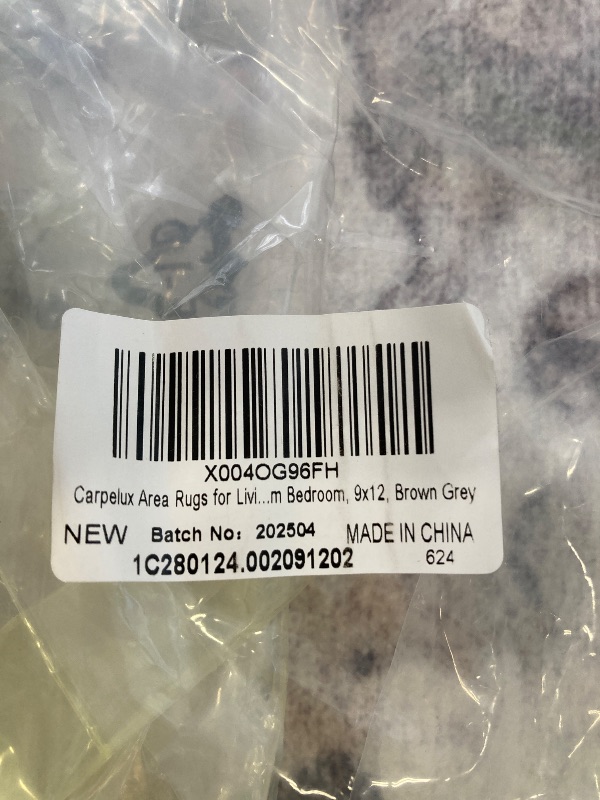 X004OG96FH
Carpelux Area Rugs for Livi...m Bedroom, 9x12, Brown Grey
NEW Batch No: 202504 MADE IN CHINA
1C280124.002091202 624